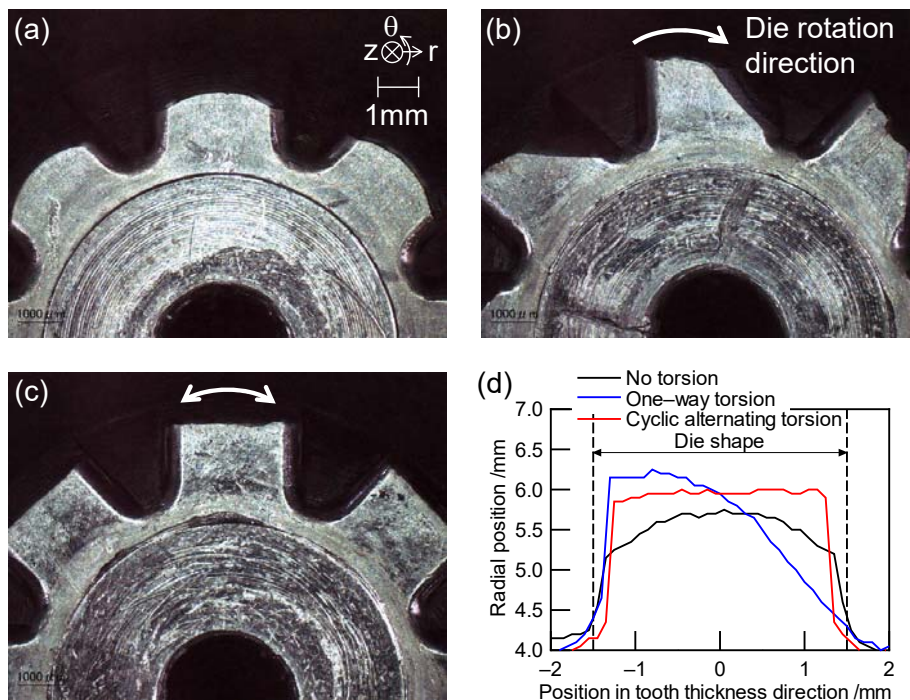 (a)
θ
z r
1mm
1000 μm
(b)
Die rotation
direction
1000 μm
(c)
1000 μm
(d)
No torsion
One–way torsion
Cyclic alternating torsion
Die shape
Radial position /mm
7.0
6.5
6.0
5.5
5.0
4.5
4.0
−2 −1 0 1 2
Position in tooth thickness direction /mm